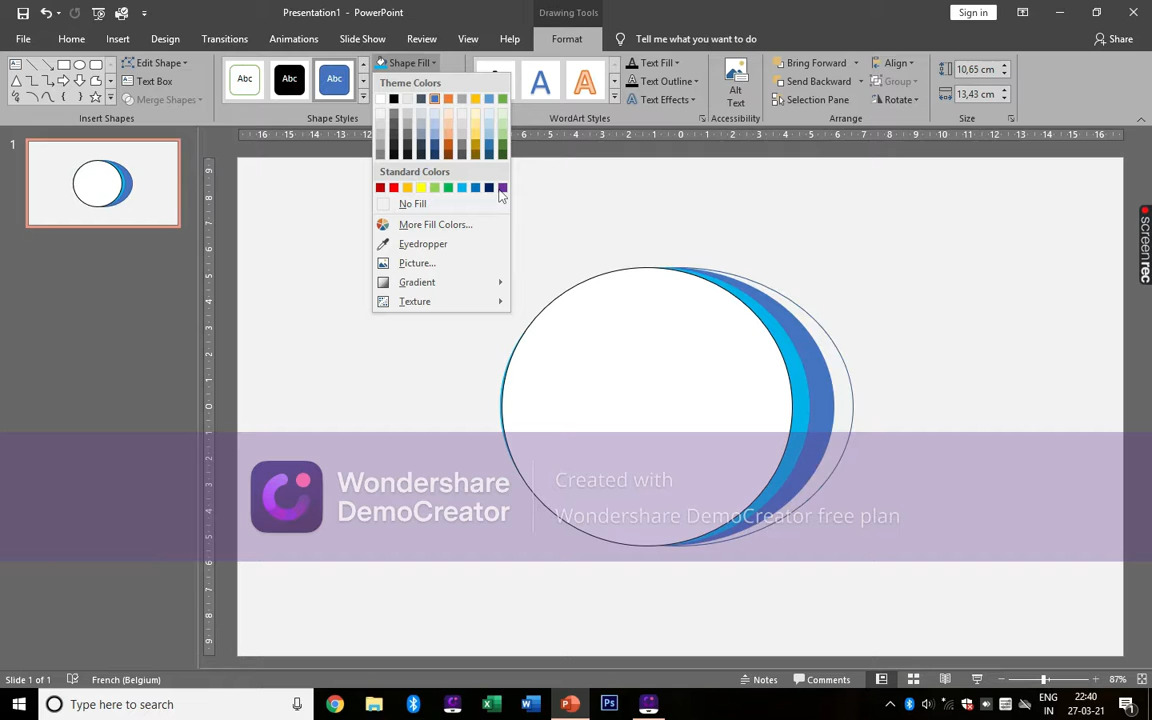 Presentation1 - PowerPoint
Drawing Tools
Sign in
File
Home
Insert
Design
Transitions
Animations
Slide Show
Review
View
Help
Format
Tell me what you want to do
Share
Edit Shape
Text Box
Merge Shapes
Insert Shapes
Abc
Abc
Abc
Shape Styles
Shape Fill
Theme Colors
Standard Colors
No Fill
More Fill Colors...
Eyedropper
Picture...
Gradient
Texture
A
A
Text Fill
Text Outline
Text Effects
WordArt Styles
Alt
Text
Accessibility
Bring Forward
Send Backward
Selection Pane
Align
Group
Rotate
Arrange
10,65 cm
13,43 cm
Size
1
screenrec
Wondershare
DemoCreator
Created with
Wondershare DemoCreator free plan
Slide 1 of 1
French (Belgium)
Notes
Comments
87%
Type here to search
ENG
IN
22:40
27-03-21